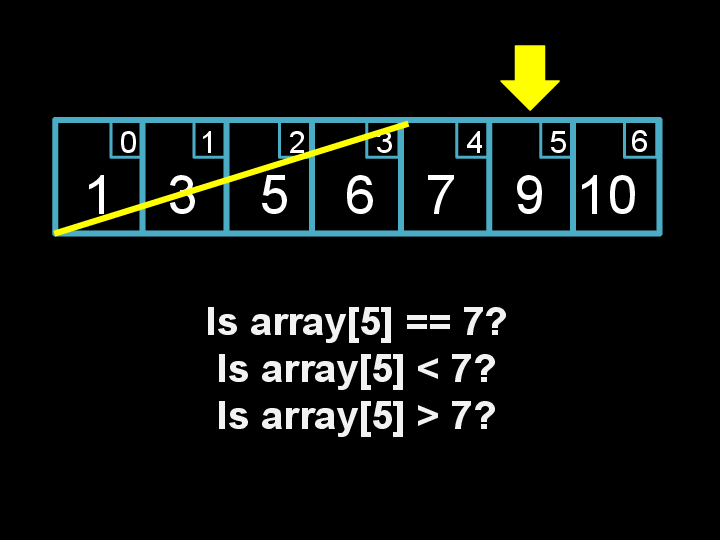 0 1 2 3 4 5 6
1 3 5 6 7 9 10
Is array[5] == 7?
Is array[5] < 7?
Is array[5] > 7?